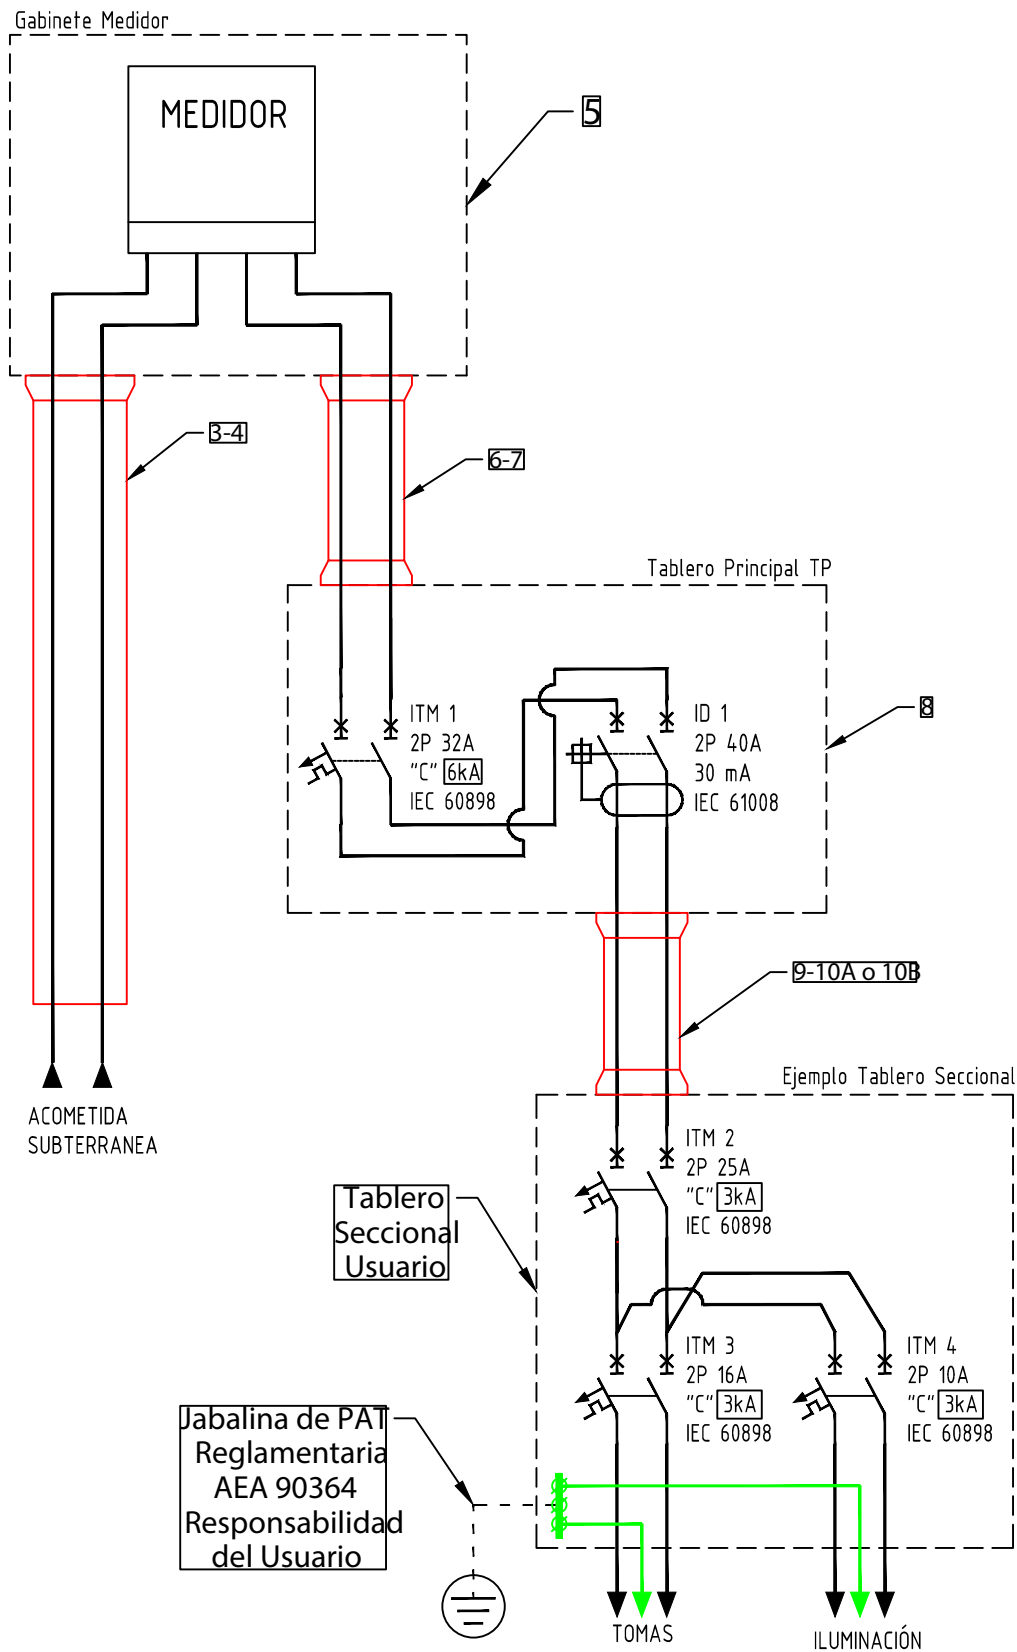 Gabinete Medidor
MEDIDOR
5
3-4
6-7
Tablero Principal TP
ITM 1
2P 32A
"C" 6kA
IEC 60898
ID 1
2P 40A
30 mA
IEC 61008
8
9-10A o 10B
ACOMETIDA
SUBTERRANEA
Ejemplo Tablero Seccional
ITM 2
2P 25A
"C" 3kA
IEC 60898
Tablero
Seccional
Usuario
ITM 3
2P 16A
"C" 3kA
IEC 60898
ITM 4
2P 10A
"C" 3kA
IEC 60898
Jabalina de PAT
Reglamentaria
AEA 90364
Responsabilidad
del Usuario
TOMAS
ILUMINACIÓN